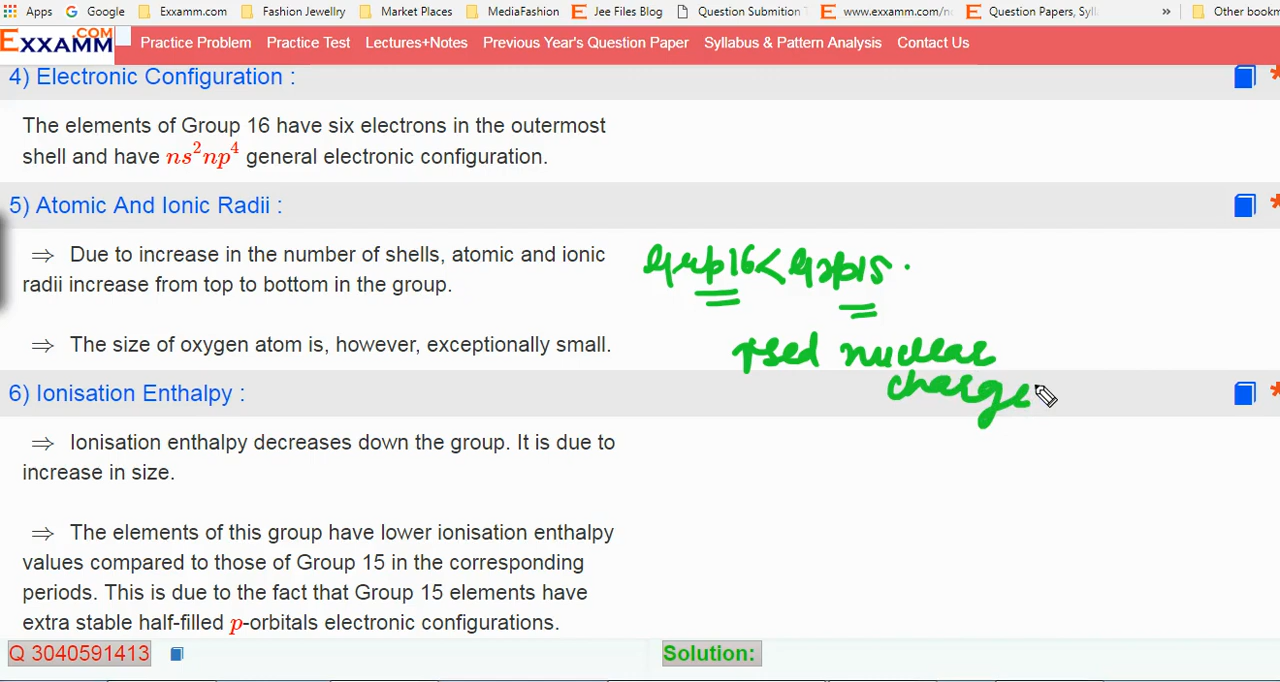 Apps Google Exxamm.com Fashion Jewellry Market Places MediaFashion Jee Files Blog Question Submition T www.exxamm.com/n Question Papers, Syll » Other bookm
EXXAMM .COM Practice Problem Practice Test Lectures+Notes Previous Year's Question Paper Syllabus & Pattern Analysis Contact Us
4) Electronic Configuration :
The elements of Group 16 have six electrons in the outermost
shell and have ns²np⁴ general electronic configuration.
5) Atomic And Ionic Radii :
⇒ Due to increase in the number of shells, atomic and ionic
radii increase from top to bottom in the group.
⇒ The size of oxygen atom is, however, exceptionally small.
Group 16 < Group 15 .
↑sed nuclear
charge
6) Ionisation Enthalpy :
⇒ Ionisation enthalpy decreases down the group. It is due to
increase in size.
⇒ The elements of this group have lower ionisation enthalpy
values compared to those of Group 15 in the corresponding
periods. This is due to the fact that Group 15 elements have
extra stable half-filled p-orbitals electronic configurations.
Q 3040591413
Solution: